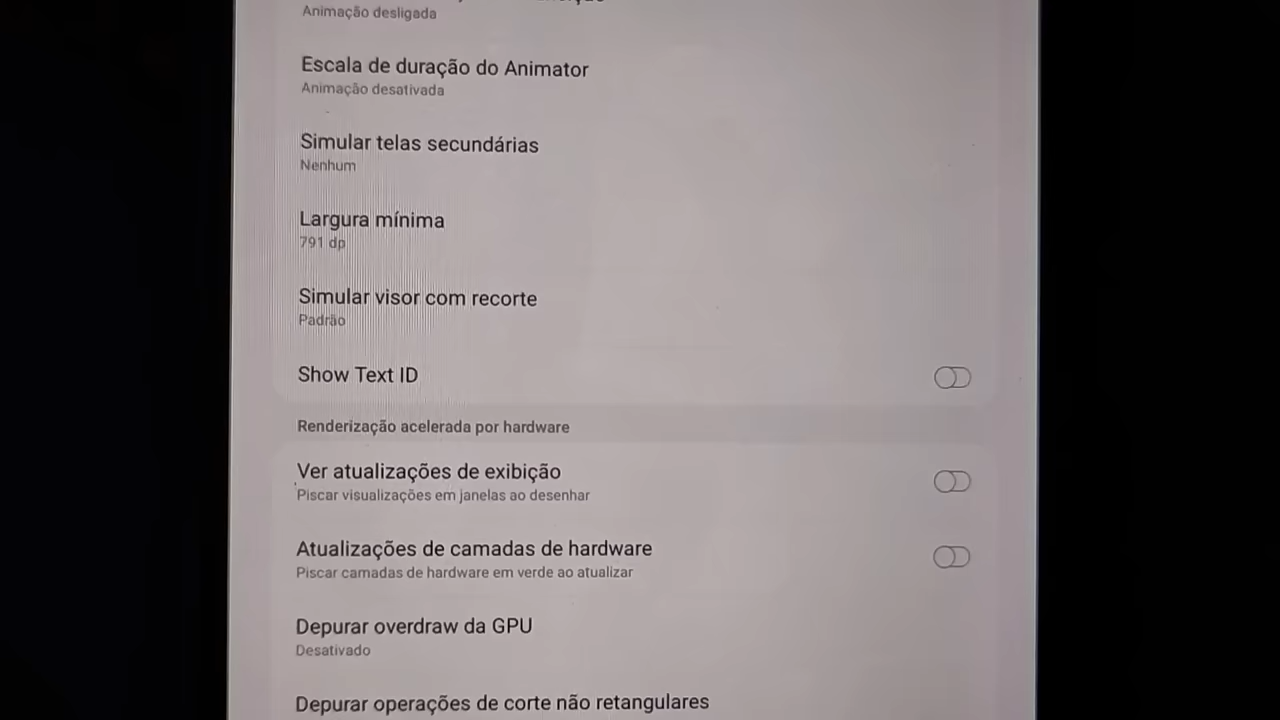 Animação desligada
Escala de duração do Animator
Animação desativada
Simular telas secundárias
Nenhum
Largura mínima
791 dp
Simular visor com recorte
Padrão
Show Text ID
Renderização acelerada por hardware
Ver atualizações de exibição
Piscar visualizações em janelas ao desenhar
Atualizações de camadas de hardware
Piscar camadas de hardware em verde ao atualizar
Depurar overdraw da GPU
Desativado
Depurar operações de corte não retangulares